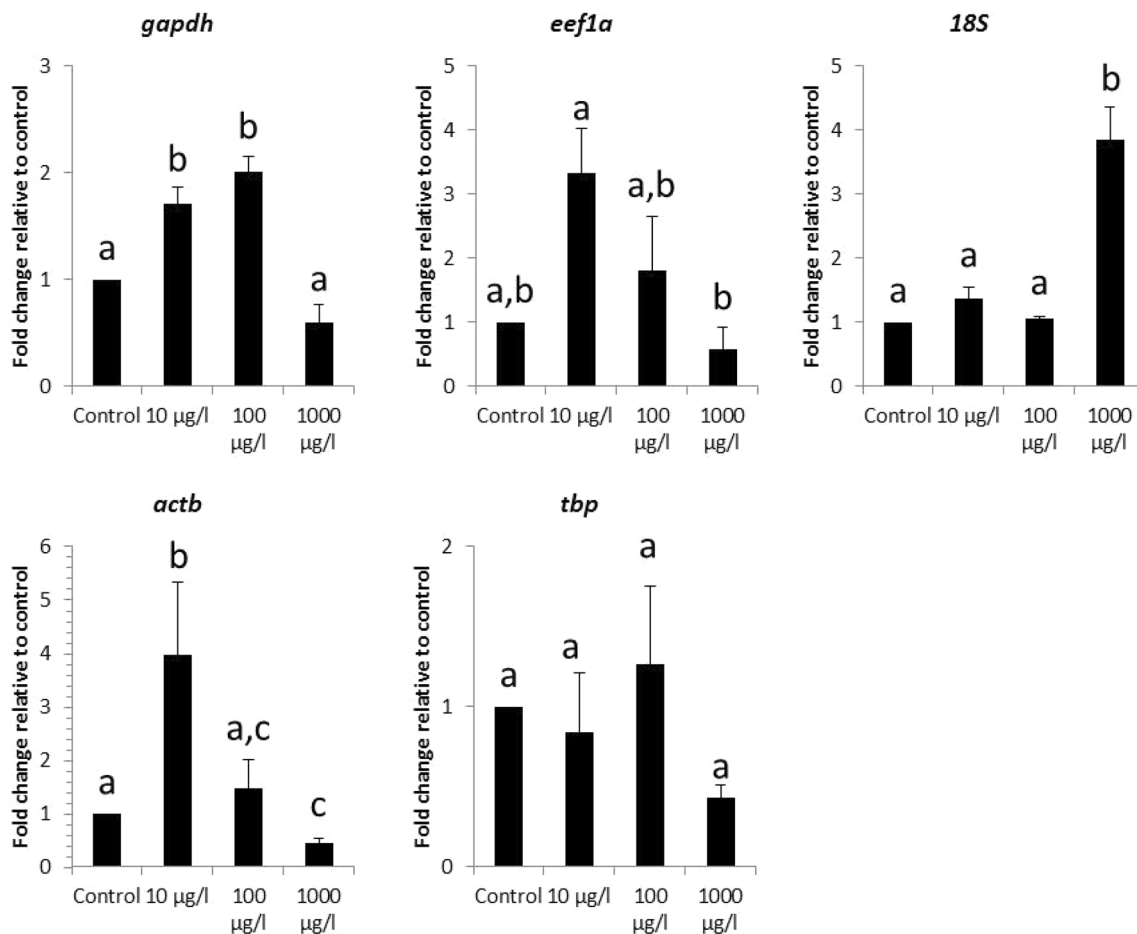 gapdh
Fold change relative to control
3
2
1
0
a
b
b
a
Control 10 µg/l 100 µg/l 1000 µg/l
eef1a
Fold change relative to control
5
4
3
2
1
0
a,b
a
a,b
b
Control 10 µg/l 100 µg/l 1000 µg/l
18S
Fold change relative to control
5
4
3
2
1
0
a
a
a
b
Control 10 µg/l 100 µg/l 1000 µg/l
actb
Fold change relative to control
6
5
4
3
2
1
0
a
b
a,c
c
Control 10 µg/l 100 µg/l 1000 µg/l
tbp
Fold change relative to control
2
1
0
a
a
a
a
Control 10 µg/l 100 µg/l 1000 µg/l